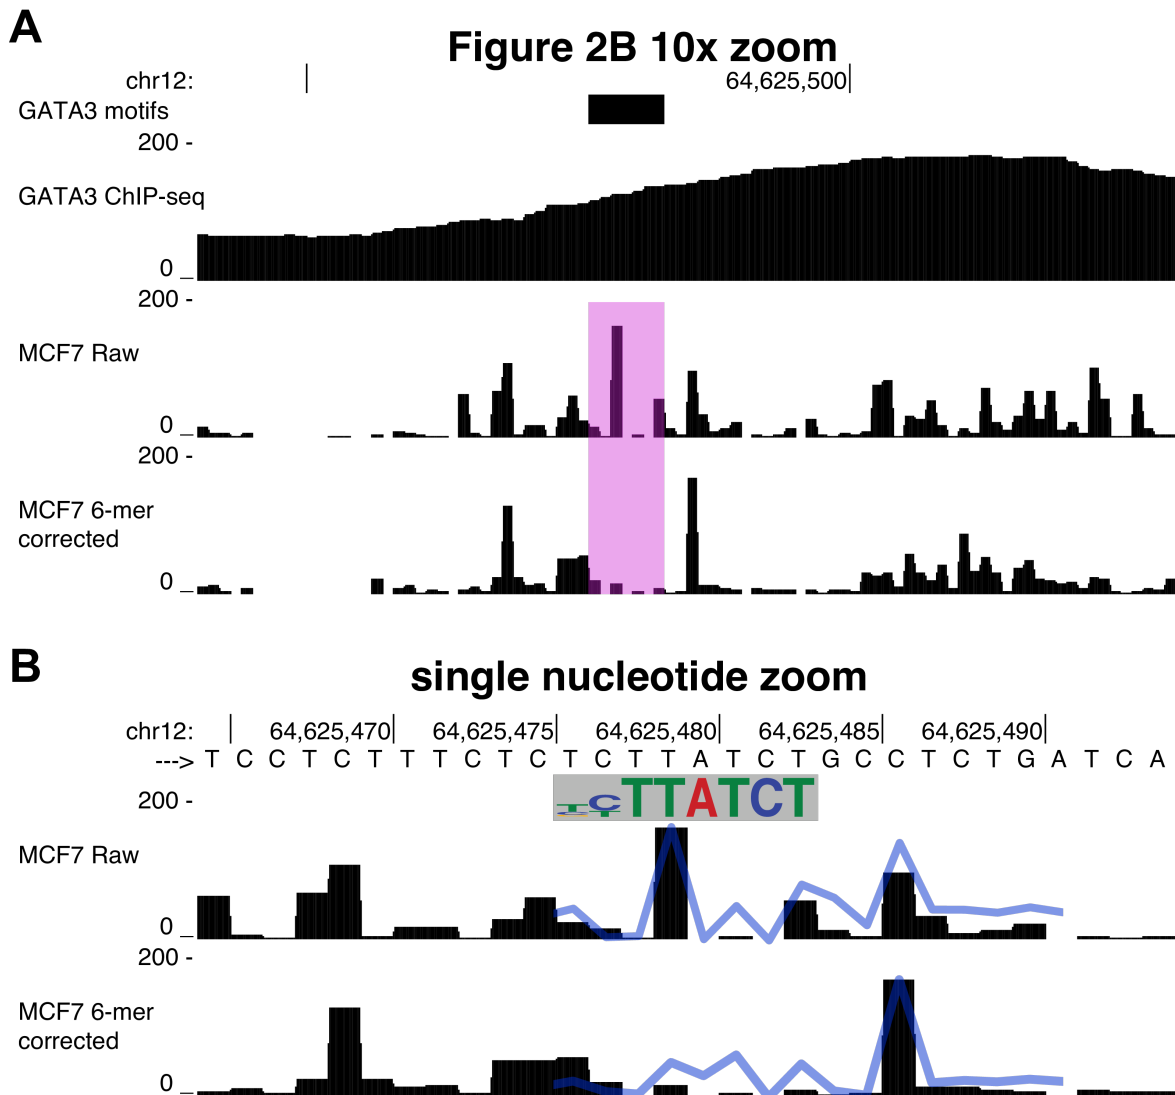 A
Figure 2B 10x zoom
chr12: | 64,625,500|
GATA3 motifs
200 -
GATA3 ChIP-seq
0 _
200 -
MCF7 Raw
0 _
200 -
MCF7 6-mer
corrected
0 _
B
single nucleotide zoom
chr12: | 64,625,470| 64,625,475| 64,625,480| 64,625,485| 64,625,490|
---> T C C T C T T T C T C T C T T A T C T G C C T C T G A T C A
T C T T A T C T
C T
200 -
MCF7 Raw
0 _
200 -
MCF7 6-mer
corrected
0 _